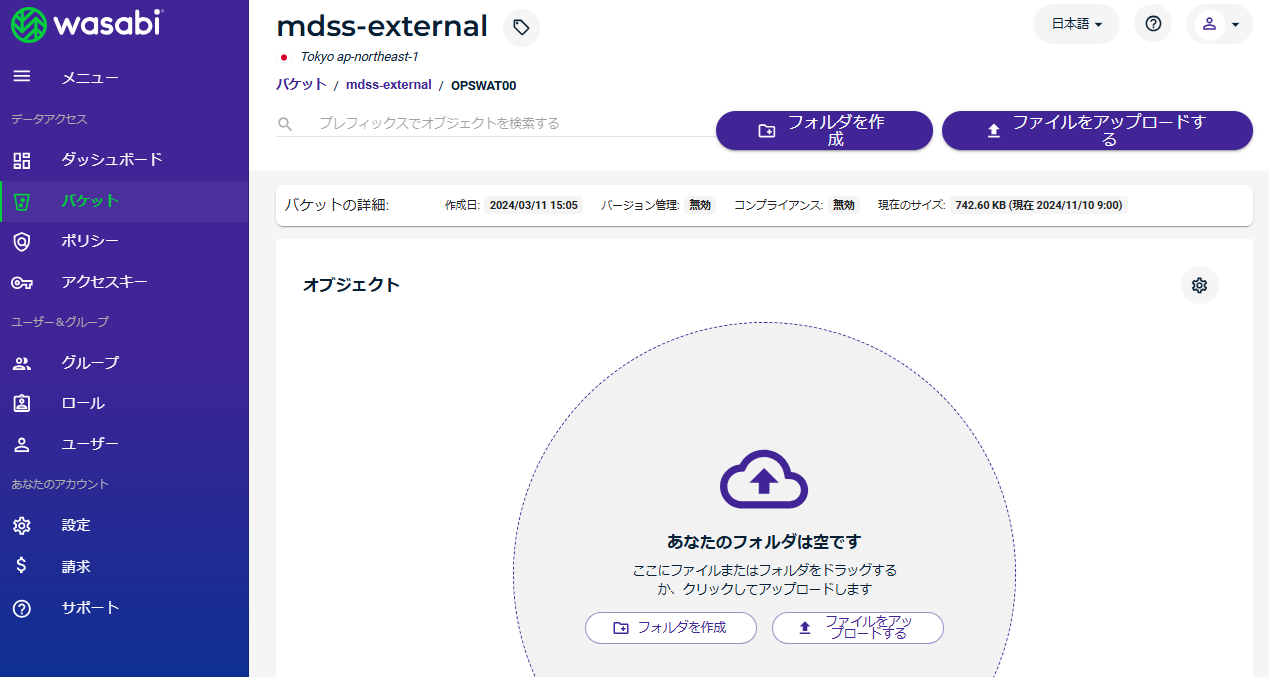 wasabi
メニュー
データアクセス
ダッシュボード
バケット
ポリシー
アクセスキー
ユーザー＆グループ
グループ
ロール
ユーザー
あなたのアカウント
設定
請求
サポート
mdss-external
日本語
Tokyo ap-northeast-1
バケット / mdss-external / OPSWAT00
プレフィックスでオブジェクトを検索する
フォルダを作
成
ファイルをアップロードす
る
バケットの詳細: 作成日: 2024/03/11 15:05 バージョン管理: 無効 コンプライアンス: 無効 現在のサイズ: 742.60 KB (現在 2024/11/10 9:00)
オブジェクト
あなたのフォルダは空です
ここにファイルまたはフォルダをドラッグする
か、クリックしてアップロードします
フォルダを作成
ファイルをアッ
プロードする